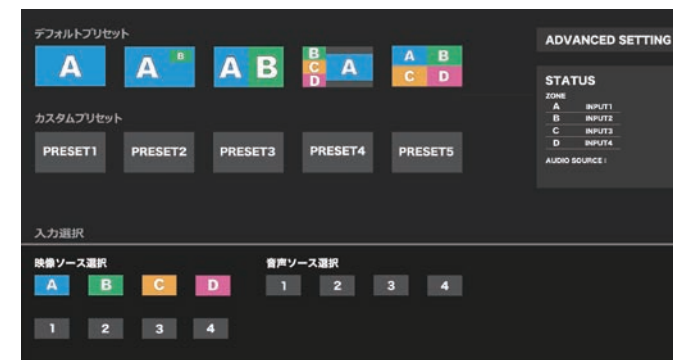 デフォルトプリセット
A
A B
A B
B C D A
A B C D
カスタムプリセット
PRESET1 PRESET2 PRESET3 PRESET4 PRESET5
入力選択
映像ソース選択
A B C D
1 2 3 4
音声ソース選択
1 2 3 4
ADVANCED SETTING
STATUS
ZONE
A INPUT1
B INPUT2
C INPUT3
D INPUT4
AUDIO SOURCE :